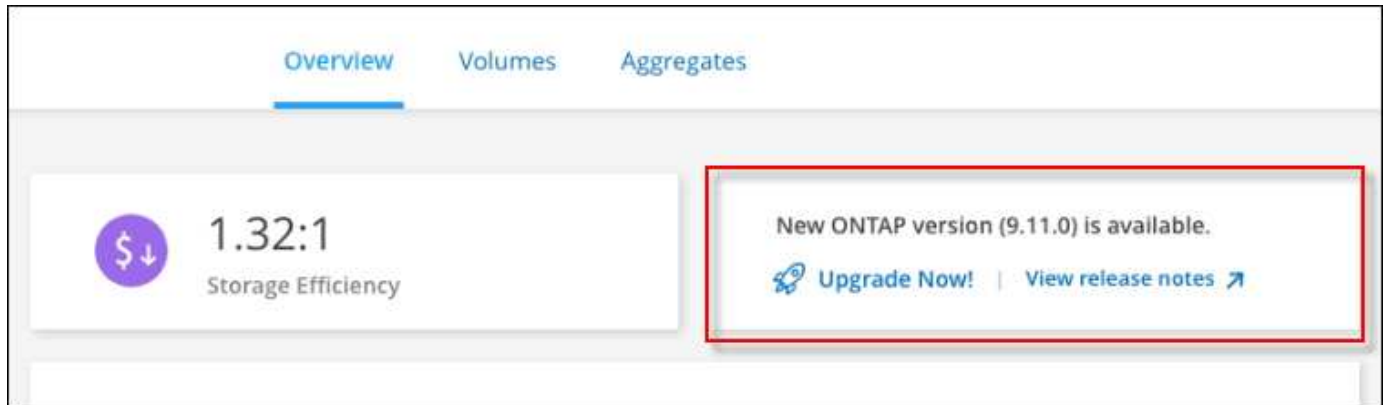 Overview Volumes Aggregates
$
1.32:1
Storage Efficiency
New ONTAP version (9.11.0) is available.
Upgrade Now! | View release notes